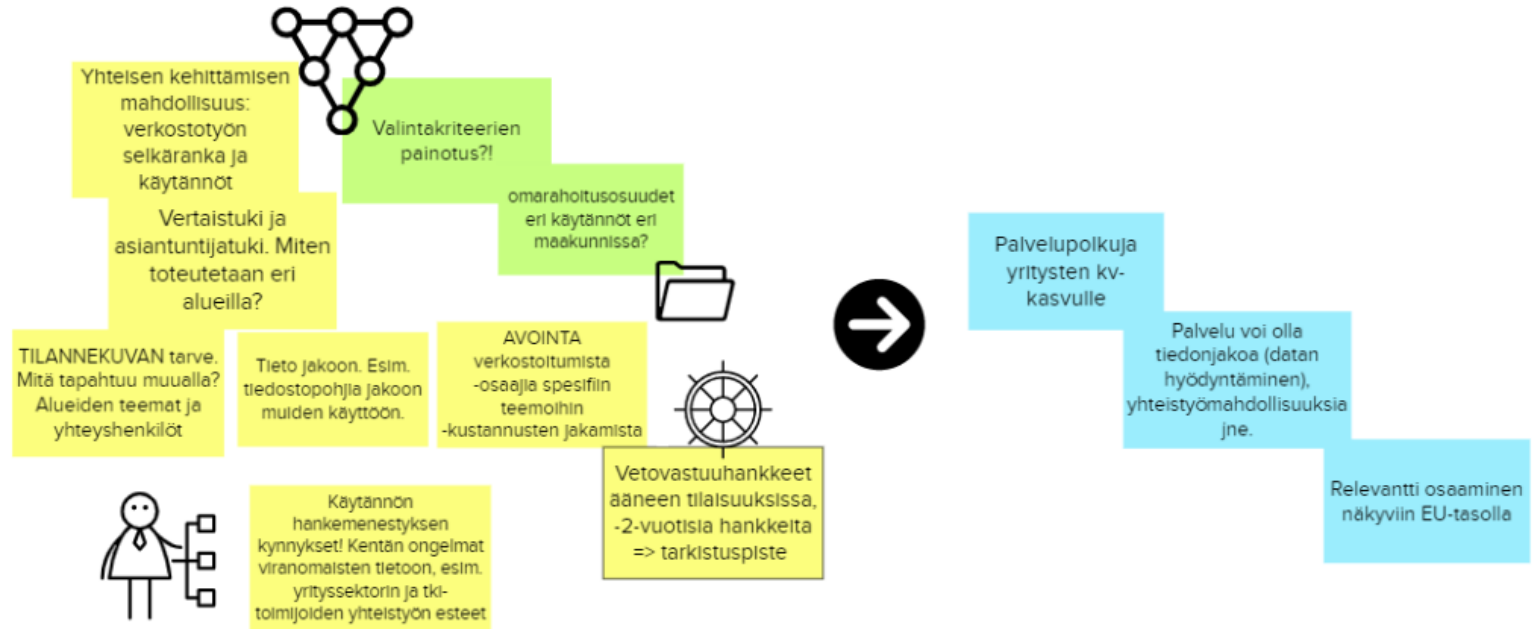 Yhteisen kehittämisen
mahdollisuus:
verkostotyön
selkäranka ja
käytännöt
Valintakriteerien
painotus?!
omarahoitusosuudet
eri käytännöt eri
maakunnissa?
Vertaistuki ja
asiantuntijatuki. Miten
toteutetaan eri
alueilla?
TILANNEKUVAN tarve.
Mitä tapahtuu muualla?
Alueiden teemat ja
yhteyshenkilöt
Tieto jakoon. Esim.
tiedostopohjia jakoon
muiden käyttöön.
AVOINTA
verkostoitumista
-osaajia spesifiin
teemoihin
-kustannusten jakamista
Vetovastuuhankkeet
ääneen tilaisuuksissa,
-2-vuotisia hankkeita
=> tarkistuspiste
Käytännön
hankemenestyksen
kynnykset! Kentän ongelmat
viranomaisten tietoon, esim.
yrityssektorin ja tki-
toimijoiden yhteistyön esteet
Palvelupolkuja
yritysten kv-
kasvulle
Palvelu voi olla
tiedonjakoa (datan
hyödyntäminen),
yhteistyömahdollisuuksia
jne.
Relevantti osaaminen
näkyviin EU-tasolla